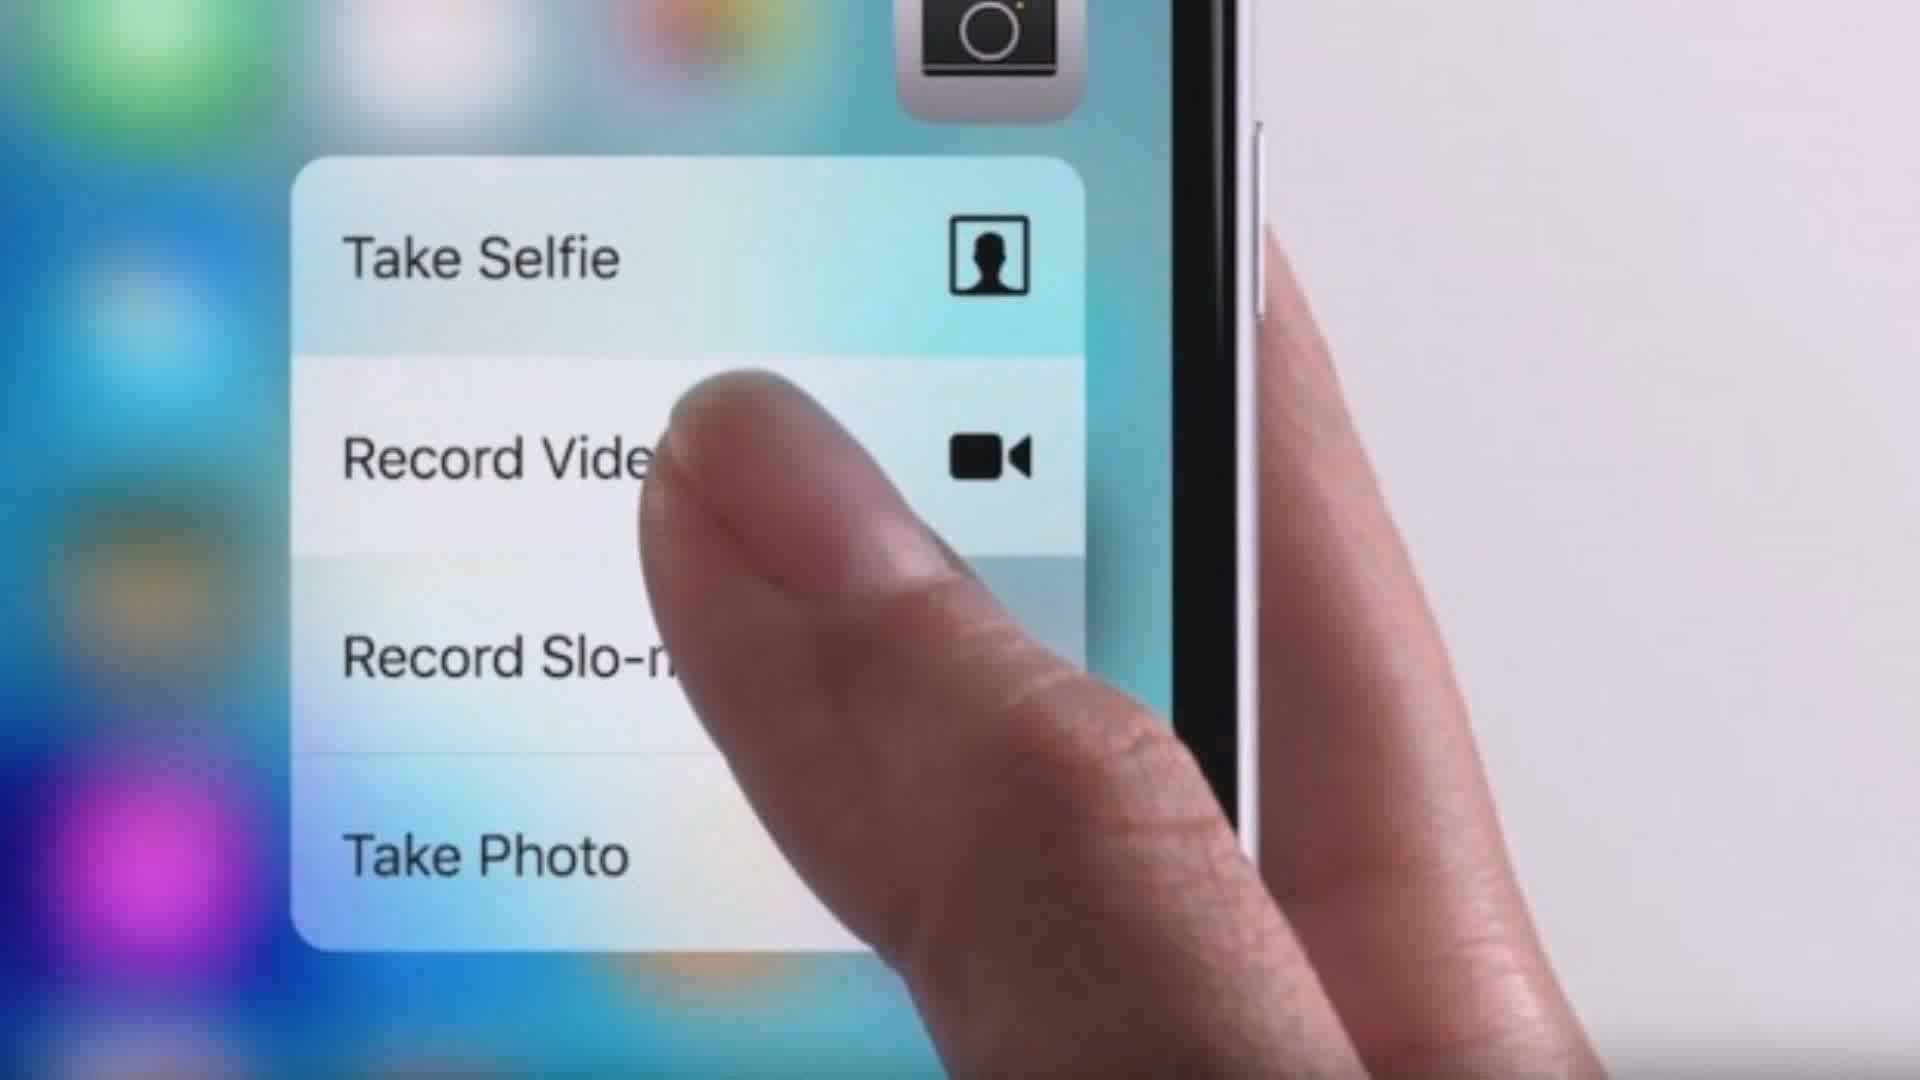 Take Selfie
Record Vide
Record Slo-
Take Photo